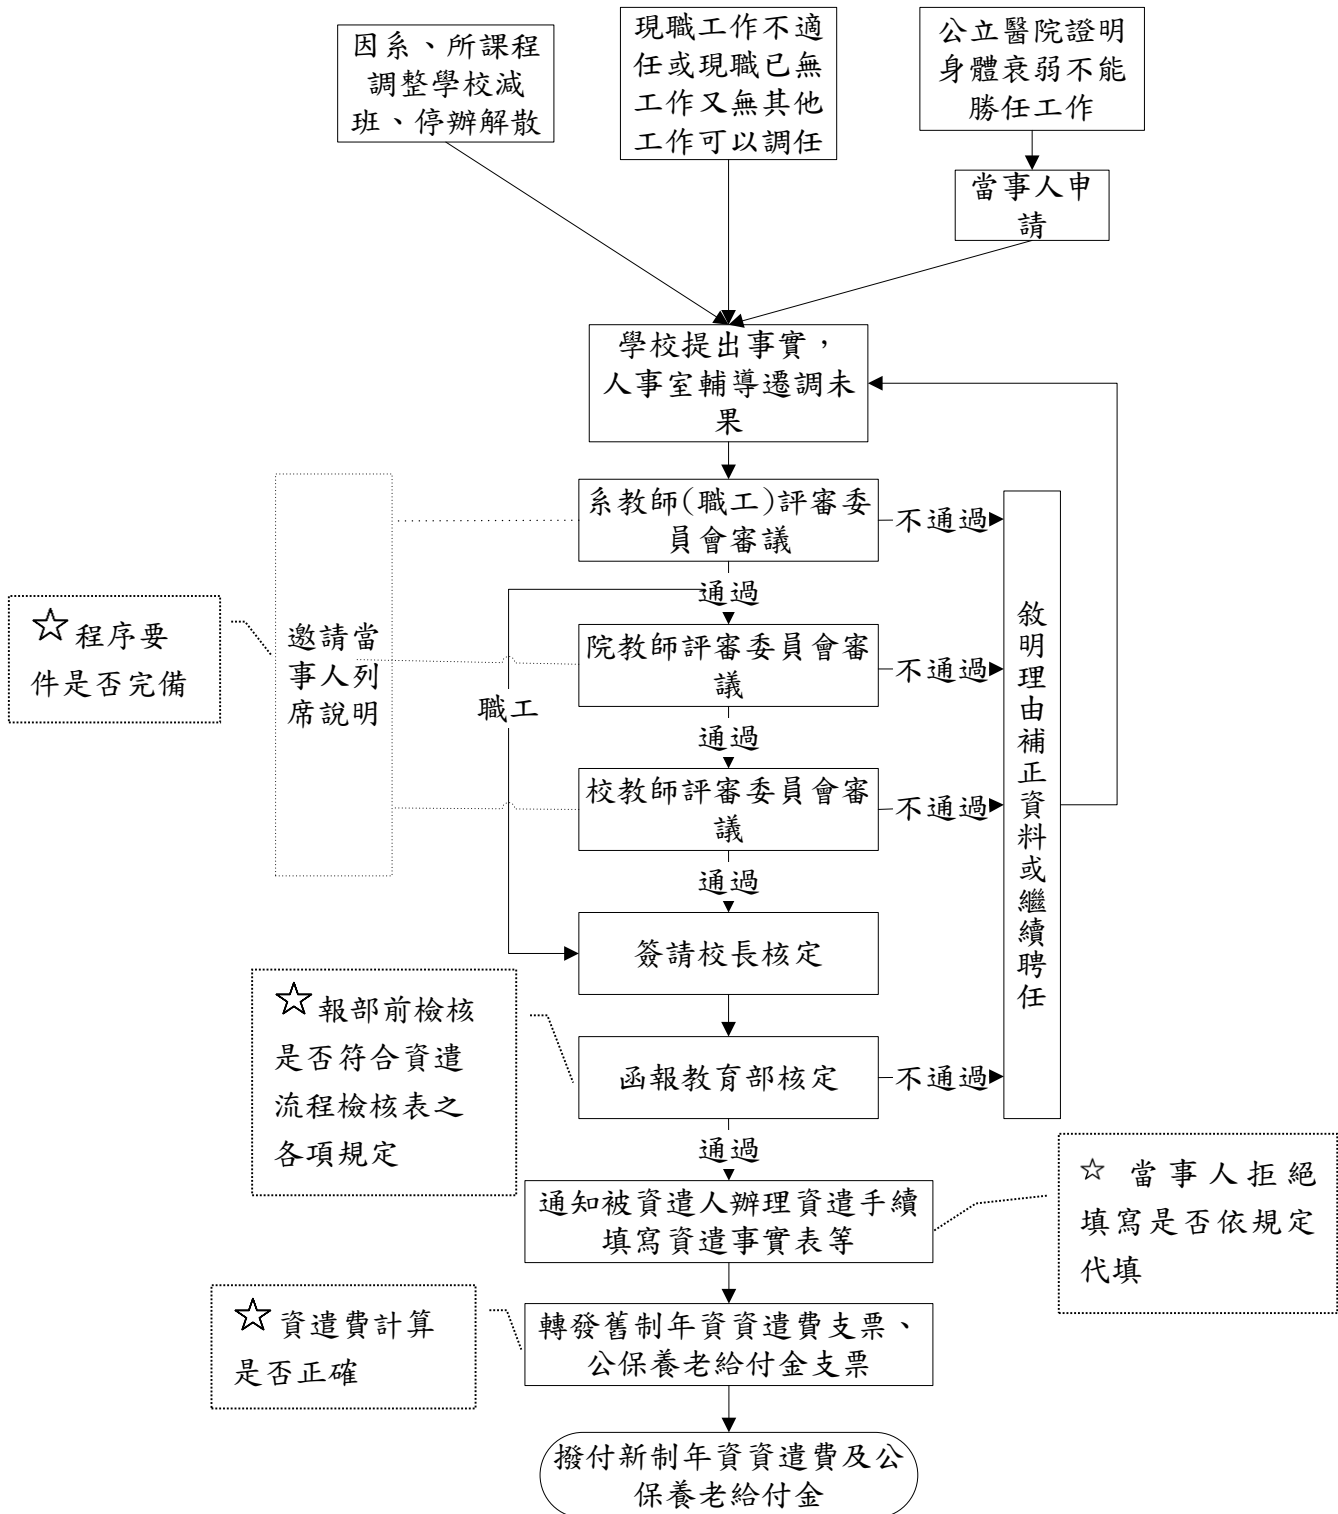 因系、所課程
調整學校減
班、停辦解散
現職工作不適
任或現職已無
工作又無其他
工作可以調任
公立醫院證明
身體衰弱不能
勝任工作
當事人申
請
學校提出事實，
人事室輔導遷調未
果
系教師(職工)評審委
員會審議
不通過
通過
☆程序要
件是否完備
邀請當
事人列
席說明
職工
院教師評審委員會審
議
不通過
通過
校教師評審委員會審
議
不通過
通過
敘明理由補正資料或繼續聘任
簽請校長核定
☆報部前檢核
是否符合資遣
流程檢核表之
各項規定
函報教育部核定
不通過
通過
通知被資遣人辦理資遣手續
填寫資遣事實表等
☆ 當事人拒絕
填寫是否依規定
代填
☆資遣費計算
是否正確
轉發舊制年資資遣費支票、
公保養老給付金支票
撥付新制年資資遣費及公
保養老給付金